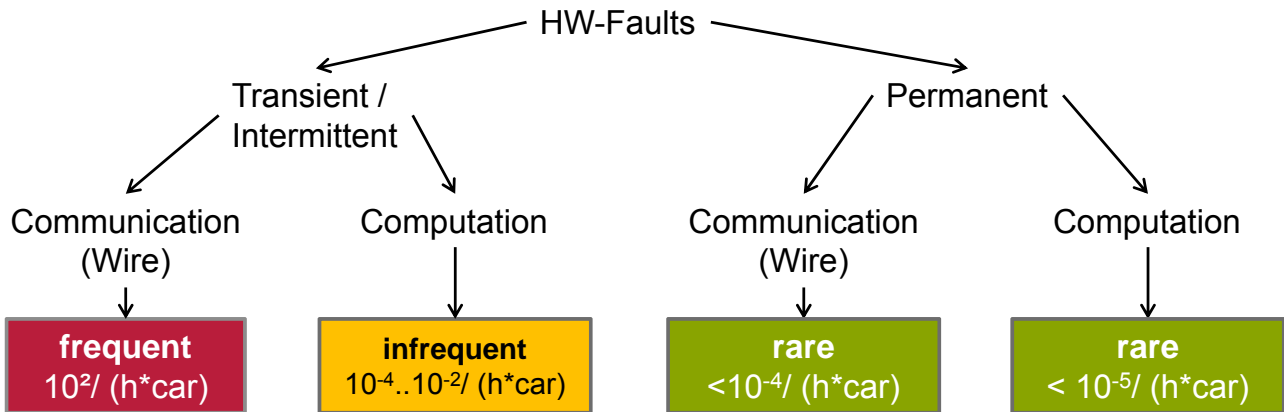 HW-Faults
Transient /
Intermittent
Permanent
Communication
(Wire)
Computation
Communication
(Wire)
Computation
frequent
10²/ (h*car)
infrequent
10⁻⁴..10⁻²/ (h*car)
rare
<10⁻⁴/ (h*car)
rare
< 10⁻⁵/ (h*car)